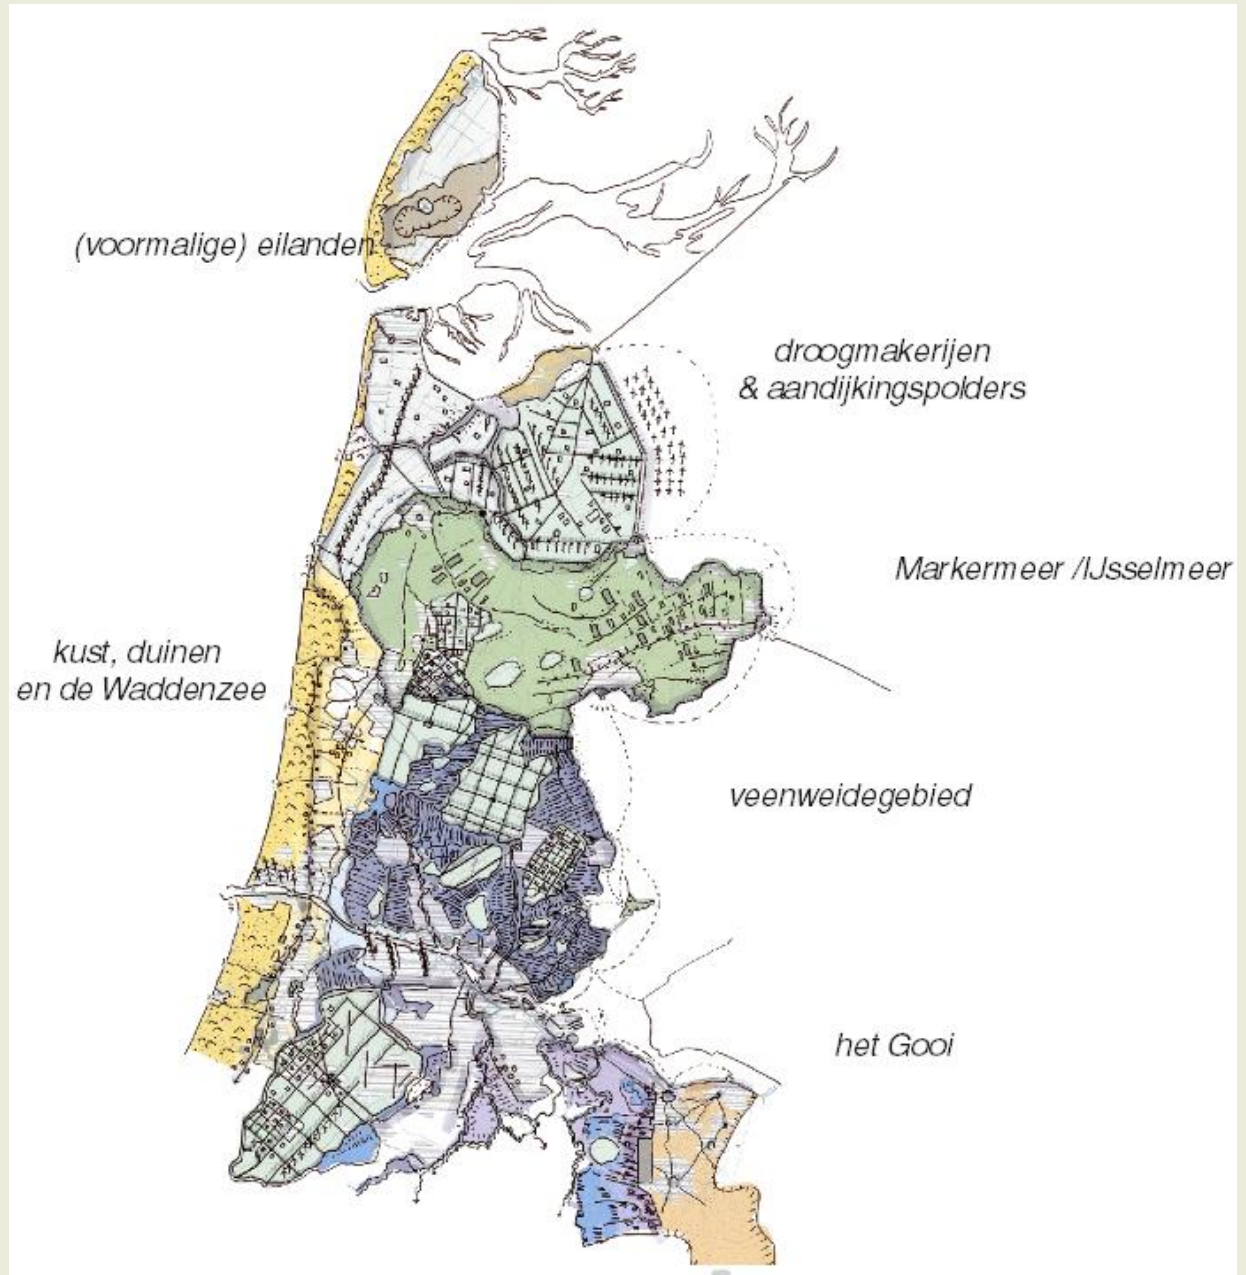 (voormalige) eilanden
droogmakerijen
& aandijkingspolders
Markermeer /IJsselmeer
kust, duinen
en de Waddenzee
veenweidegebied
het Gooi